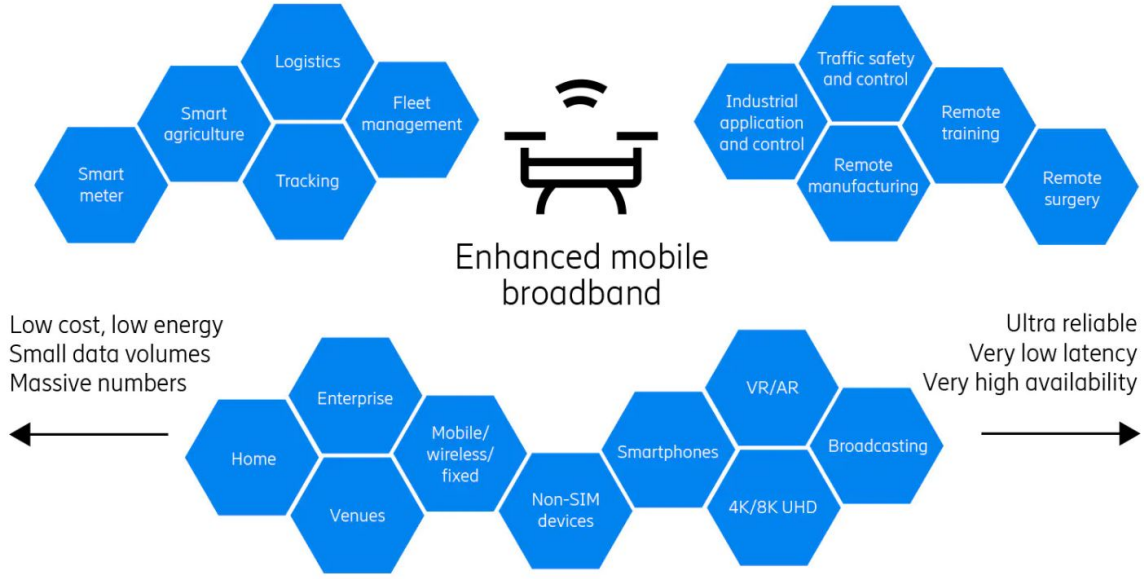 Logistics
Smart
agriculture
Fleet
management
Smart
meter
Tracking
Traffic safety
and control
Industrial
application
and control
Remote
training
Remote
manufacturing
Remote
surgery
Enhanced mobile
broadband
Low cost, low energy
Small data volumes
Massive numbers
Ultra reliable
Very low latency
Very high availability
Enterprise
Home
Mobile/
wireless/
fixed
Venues
Non-SIM
devices
Smartphones
VR/AR
Broadcasting
4K/8K UHD